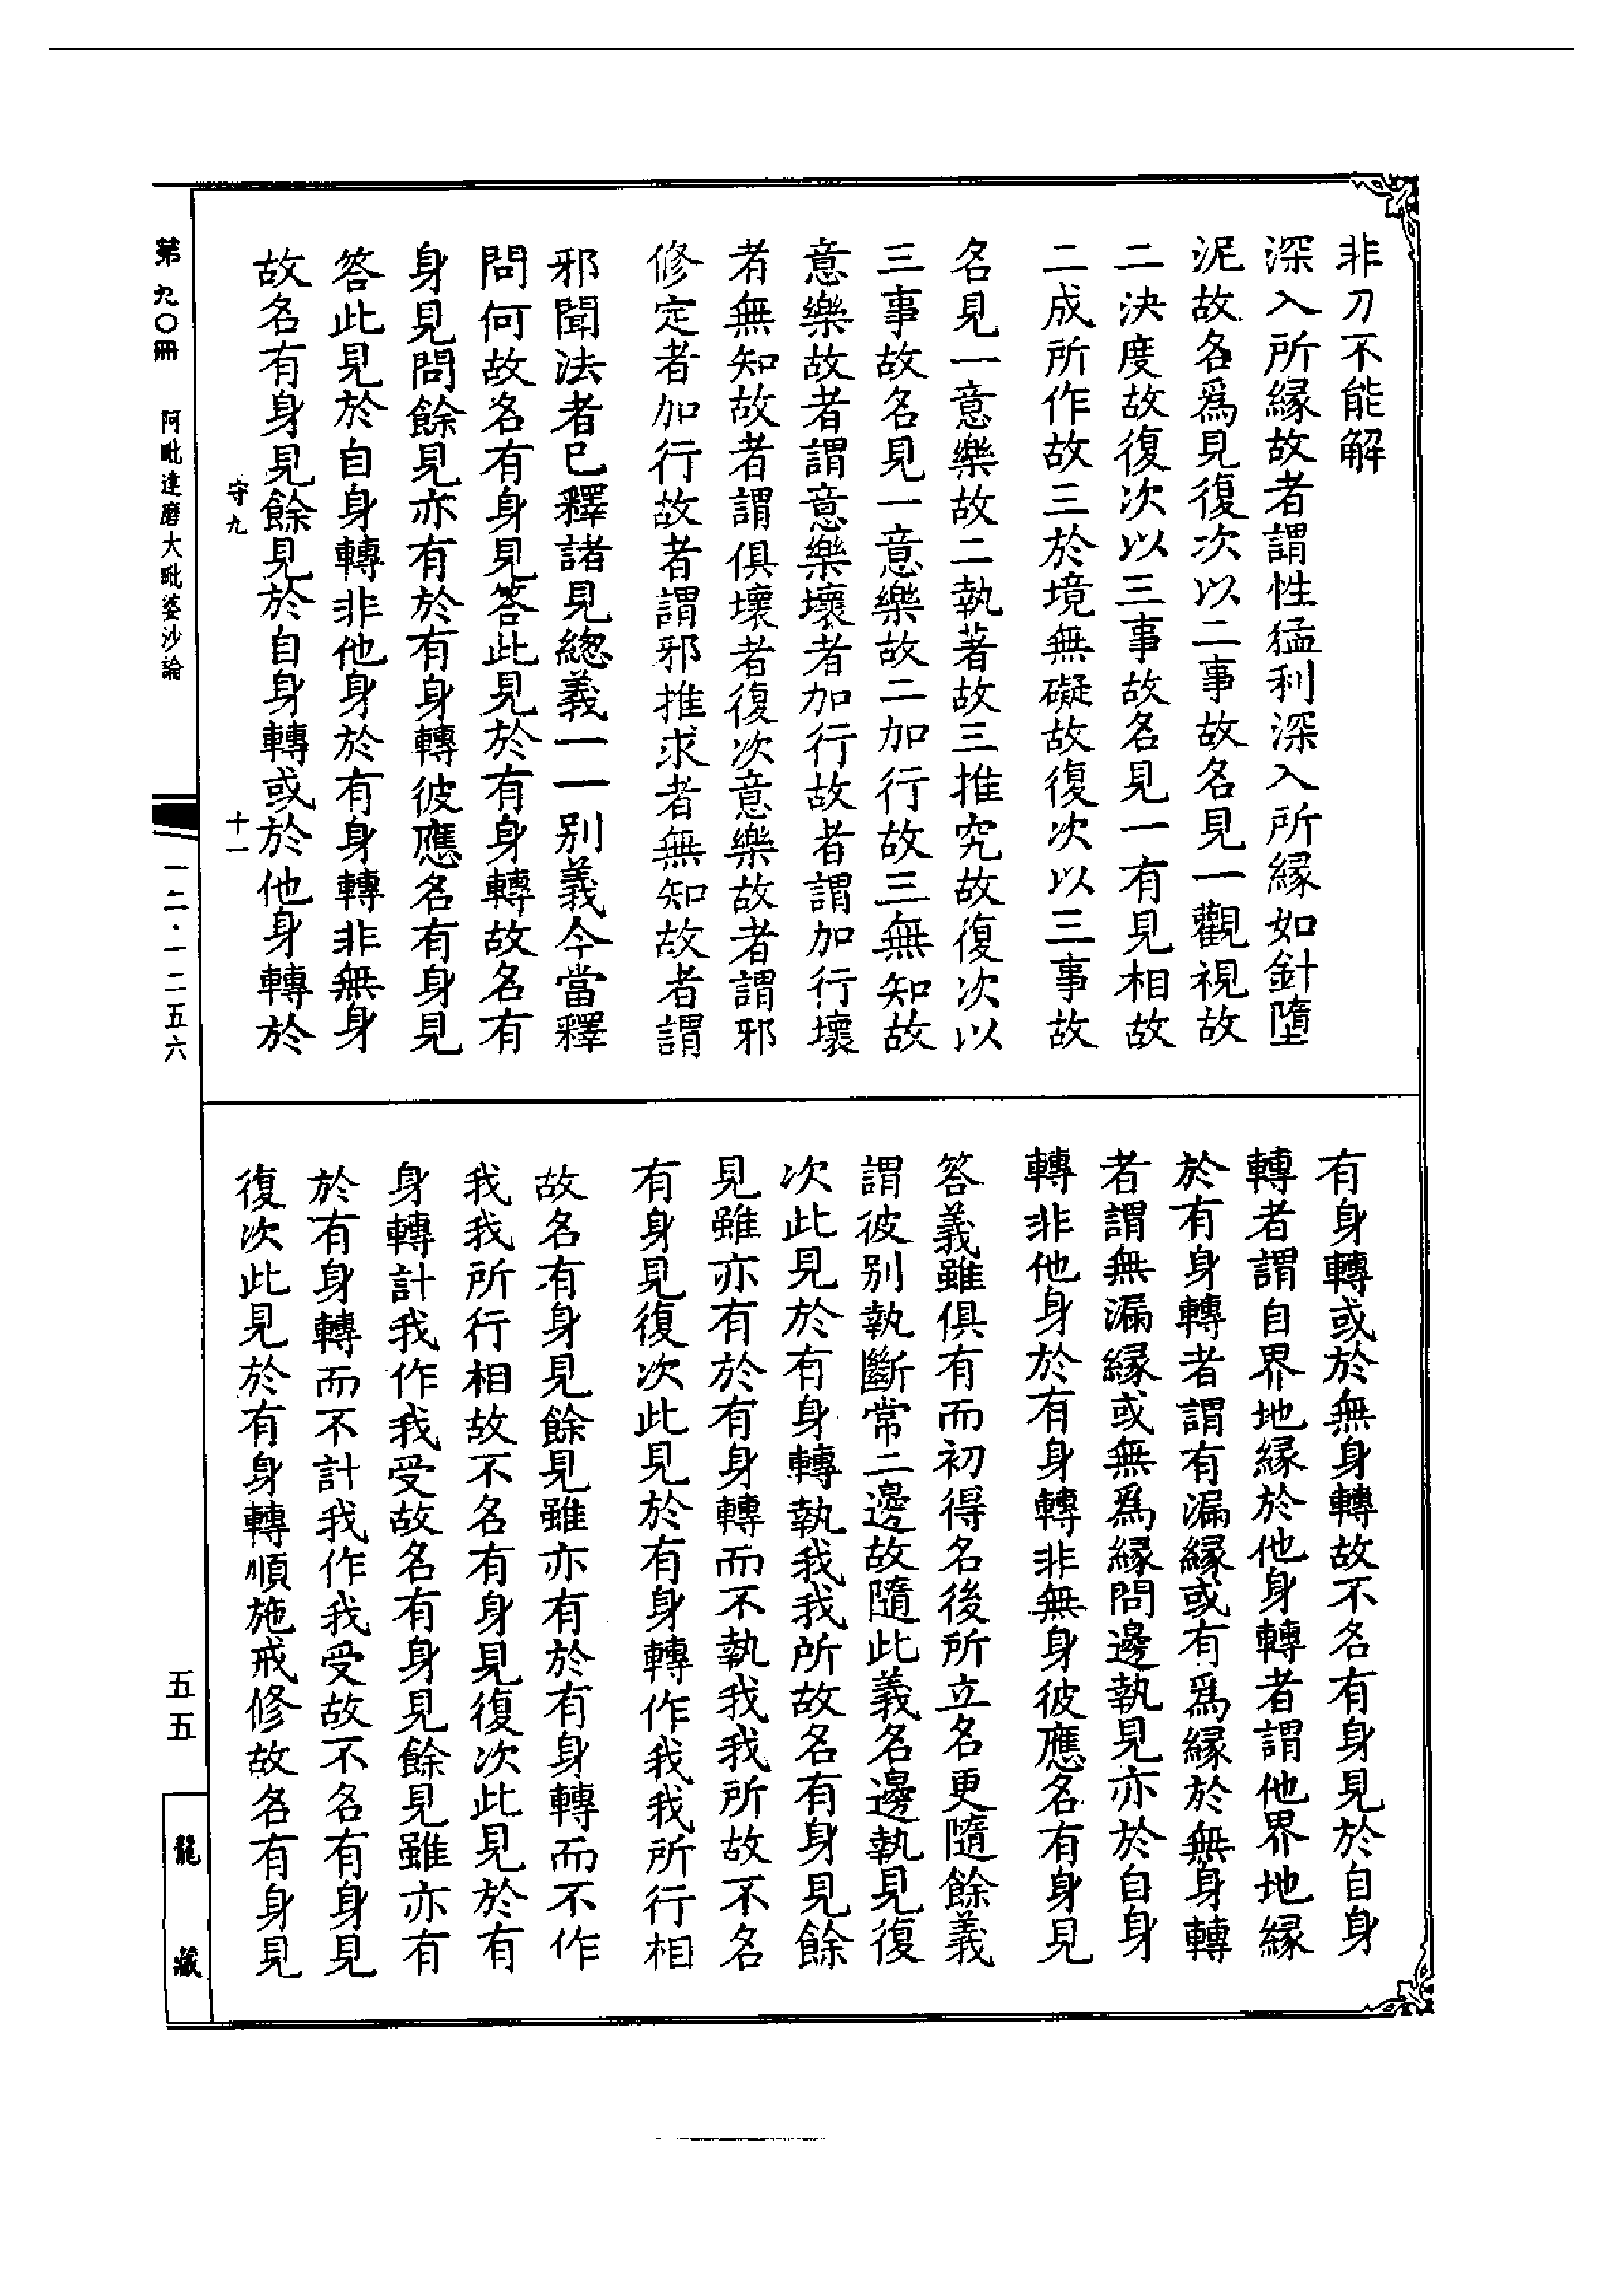 非刀不能解
深入所縁故者謂性猛利深入所縁如針墮
泥故名爲見復次以二事故名見一觀視故
二決度故復次以三事故名見一有見相故
二成所作故三於境無礙故復次以三事故
名見一意樂故二執著故三推究故復次以
三事故名見一意樂故二加行故三無知故
意樂故者謂意樂壞者加行故者謂加行壞
者無知故者謂俱壞者復次意樂故者謂邪
修定者加行故者謂邪推求者無知故者謂
邪聞法者已釋諸見總義一一別義今當釋
問何故名有身見答此見於有身轉故名有
身見問餘見亦有於有身轉彼應名有身見
答此見於自身轉非他身於有身轉非無身
故名有身見餘見於自身轉或於他身轉於
守九 十一
有身轉或於無身轉故不名有身見於自身
轉者謂自界地縁於他身轉者謂他界地縁
於有身轉者謂有漏縁或有爲縁於無身轉
者謂無漏縁或無爲縁問邊執見亦於自身
轉非他身於有身轉非無身彼應名有身見
答義雖俱有而初得名後所立名更隨餘義
謂彼別執斷常二邊故隨此義名邊執見復
次此見於有身轉執我我所故名有身見餘
見雖亦有於有身轉而不執我我所故不名
有身見復次此見於有身轉作我我所行相
故名有身見餘見雖亦有於有身轉而不作
我我所行相故不名有身見復次此見於有
身轉計我作我受故名有身見餘見雖亦有
於有身轉而不計我作我受故不名有身見
復次此見於有身轉順施戒修故名有身見
第九〇冊 阿毗達磨大毗婆沙論 一二·一二五六 五五 龍藏